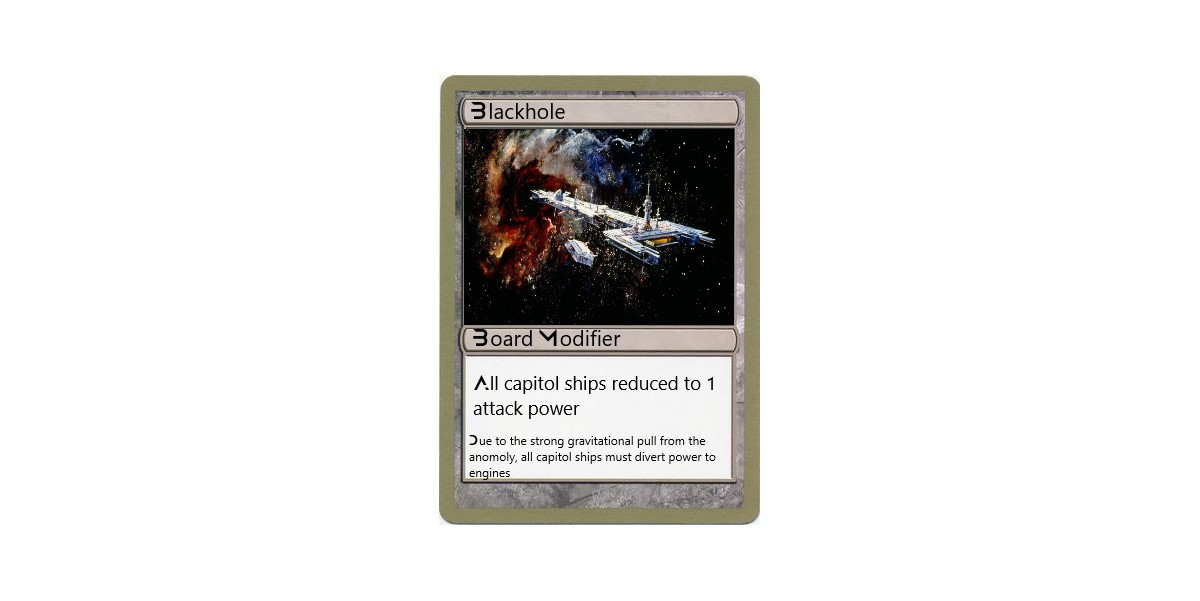 Blackhole
Board Modifier
All capitol ships reduced to 1
attack power
Due to the strong gravitational pull from the
anomoly, all capitol ships must divert power to
engines